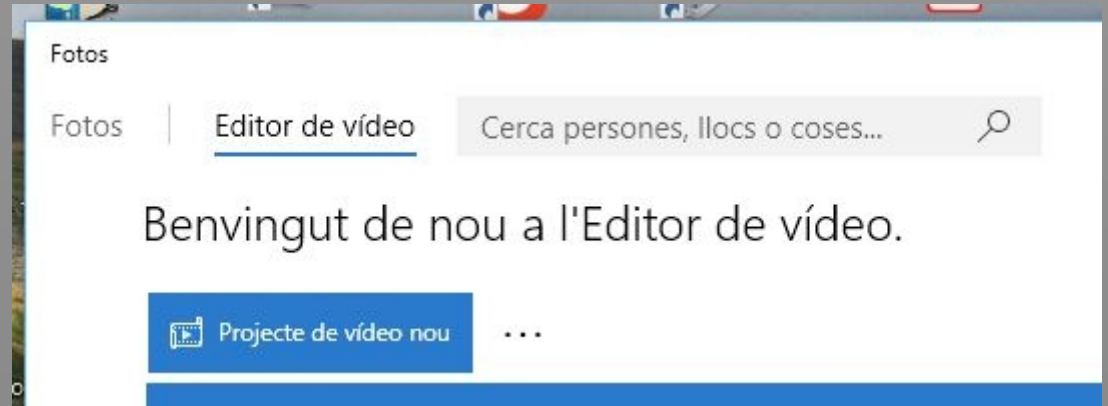 Fotos
Fotos | Editor de vídeo Cerca persones, llocs o coses...
Benvingut de nou a l'Editor de vídeo.
Projecte de vídeo nou ...